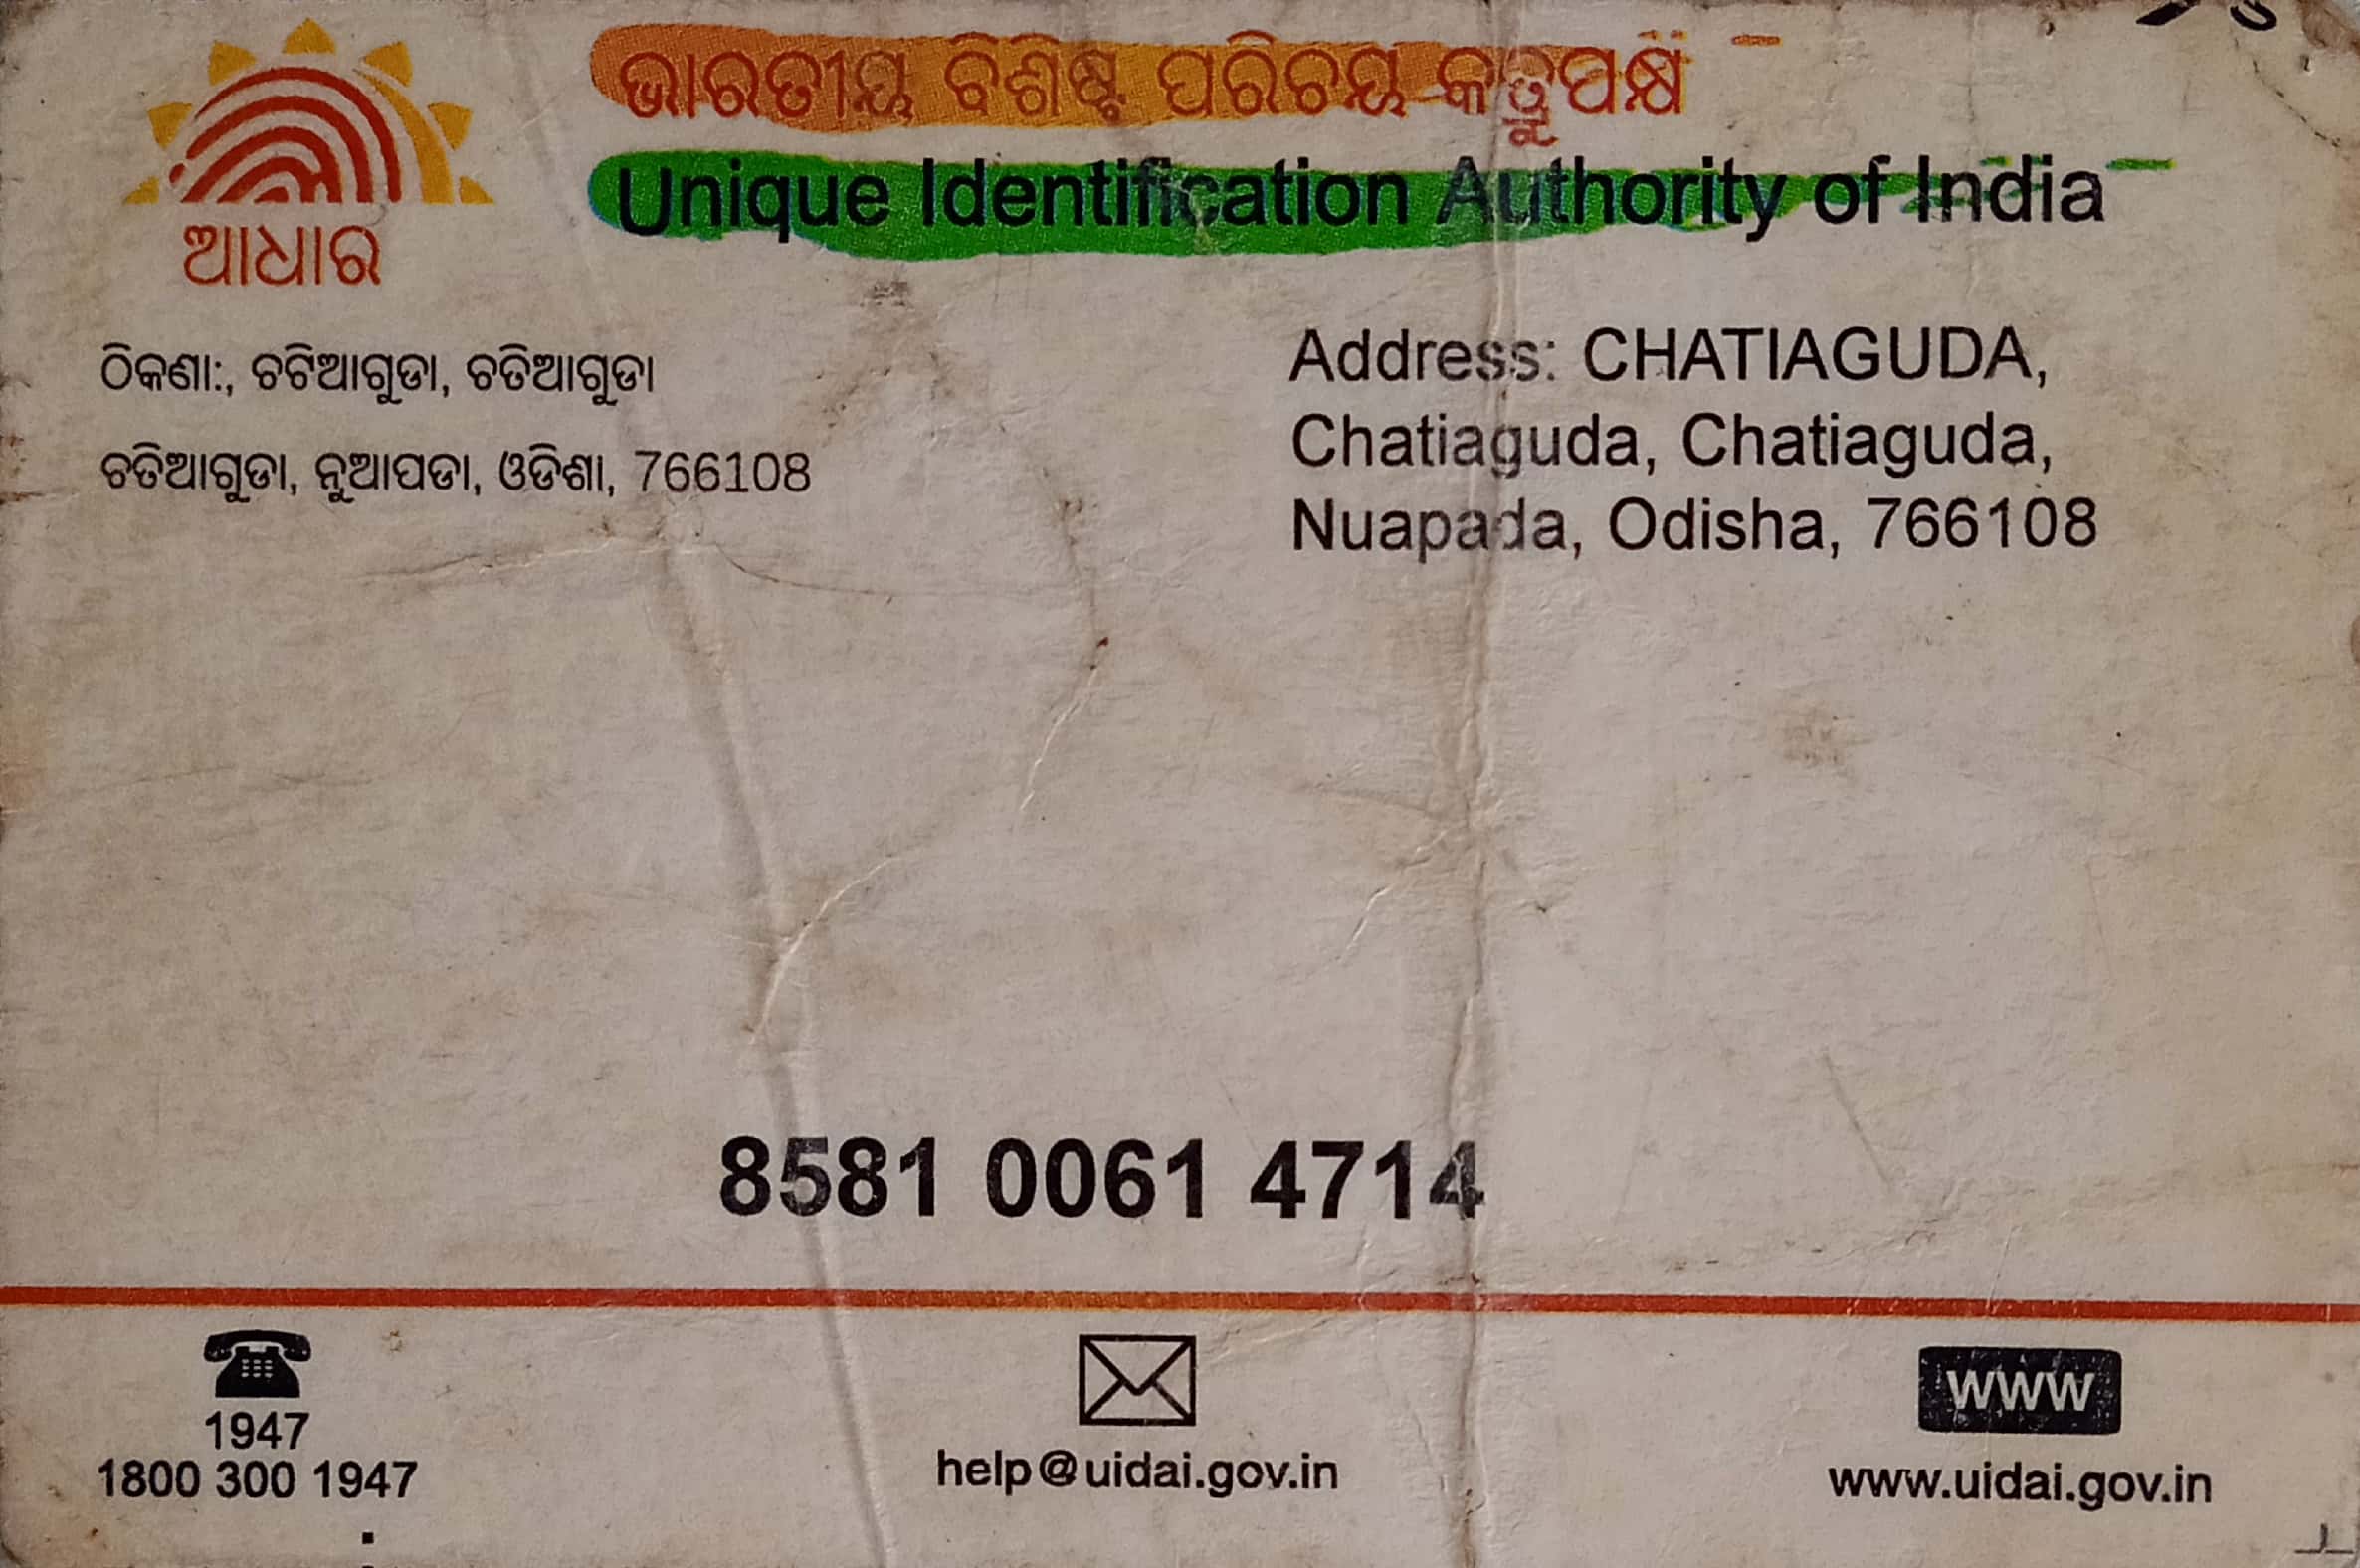 ଭାରତୀୟ ବିଶିଷ୍ଟ ପରିଚୟ କର୍ତ୍ତୃପକ୍ଷ
Unique Identification Authority of India
ଆଧାର
ଠିକଣା:, ଚଟିଆଗୁଡା, ଚତିଆଗୁଡା
ଚତିଆଗୁଡା, ନୁଆପଡା, ଓଡିଶା, 766108
Address: CHATIAGUDA,
Chatiaguda, Chatiaguda,
Nuapada, Odisha, 766108
8581 0061 4714
1947
1800 300 1947
help@uidai.gov.in
WWW
www.uidai.gov.in